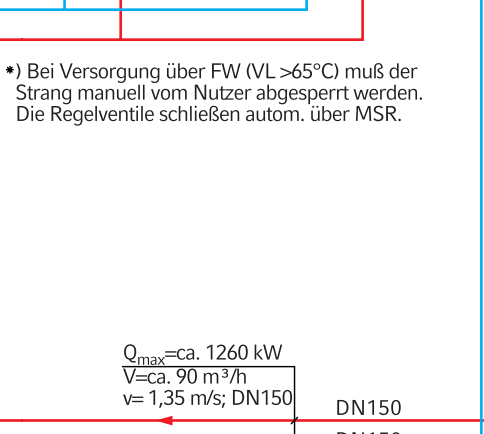 *) Bei Versorgung über FW (VL >65°C) muß der
Strang manuell vom Nutzer abgesperrt werden.
Die Regelventile schließen autom. über MSR.
Qmax=ca. 1260 kW
V=ca. 90 m³/h
v= 1,35 m/s; DN150
DN150
DN150